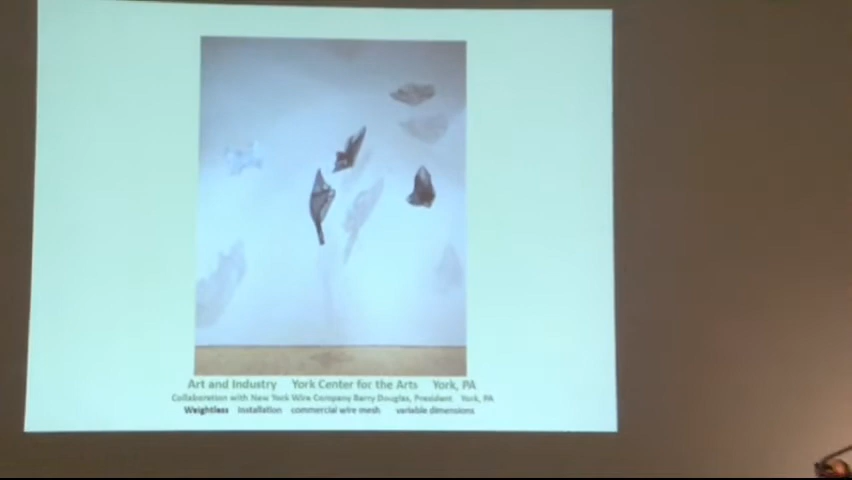 Art and Industry York Center for the Arts York, PA
Collaboration with New York Wire Company Barry Douglas, President York, PA
Weightless Installation commercial wire mesh variable dimensions